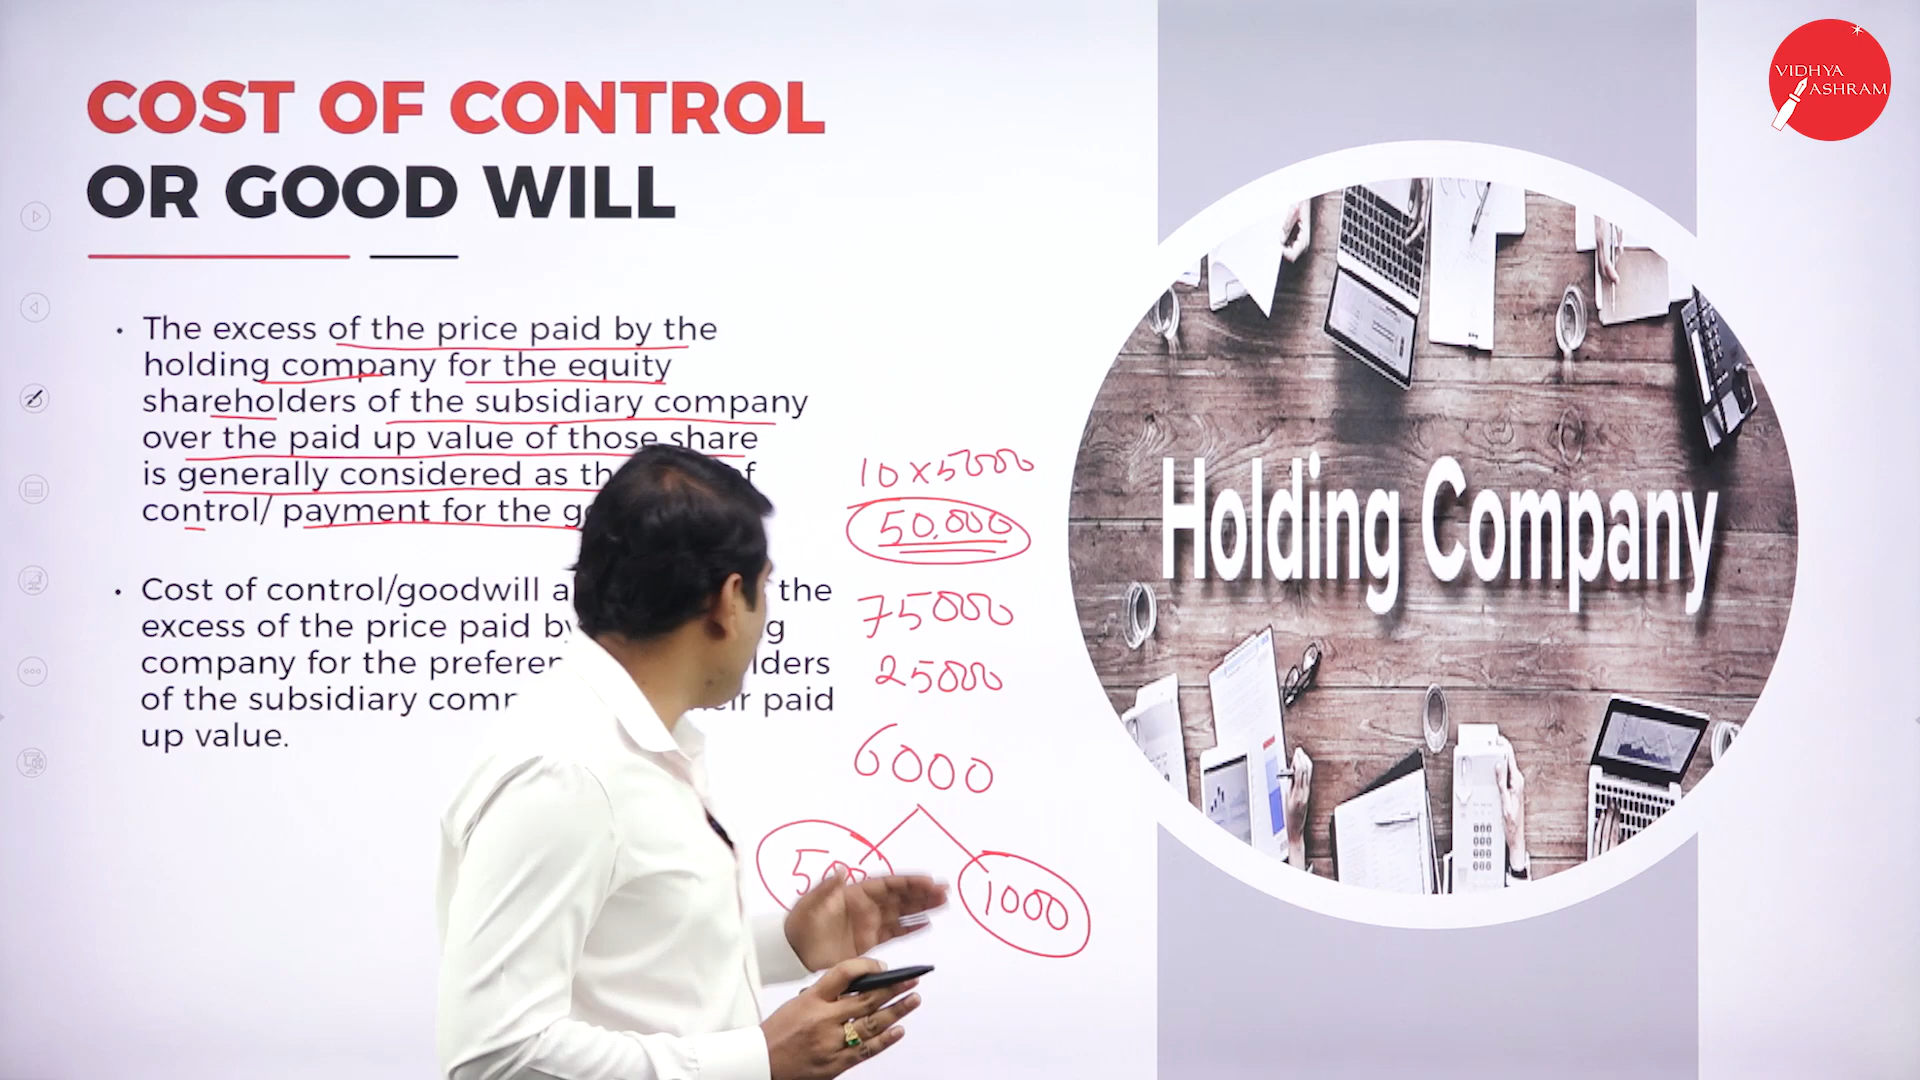 COST OF CONTROL
OR GOOD WILL
VIDHYA
ASHRAM
• The excess of the price paid by the
holding company for the equity
shareholders of the subsidiary company
over the paid up value of those share
is generally considered as
control/ payment for the
• Cost of control/goodwill the
excess of the price paid by
company for the
of the subsidiary paid
up value.
10 x 5000
50,000
75000
25000
6000
1000
Holding Company